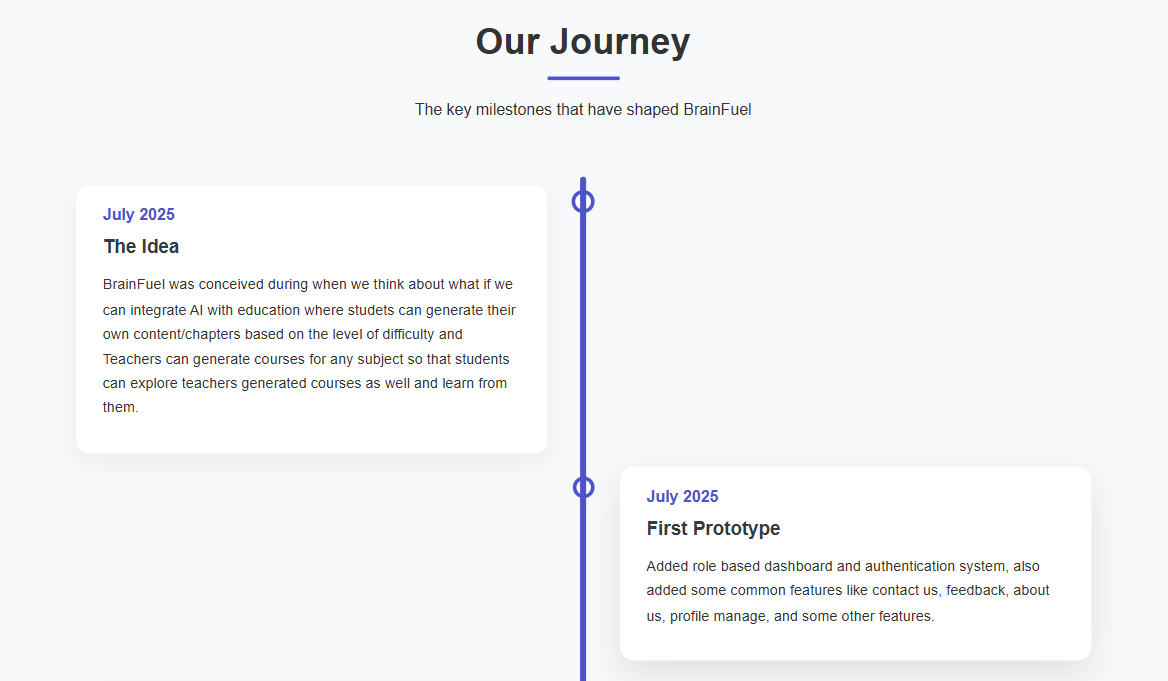 Our Journey
The key milestones that have shaped BrainFuel
July 2025
The Idea
BrainFuel was conceived during when we think about what if we
can integrate AI with education where studets can generate their
own content/chapters based on the level of difficulty and
Teachers can generate courses for any subject so that students
can explore teachers generated courses as well and learn from
them.
July 2025
First Prototype
Added role based dashboard and authentication system, also
added some common features like contact us, feedback, about
us, profile manage, and some other features.